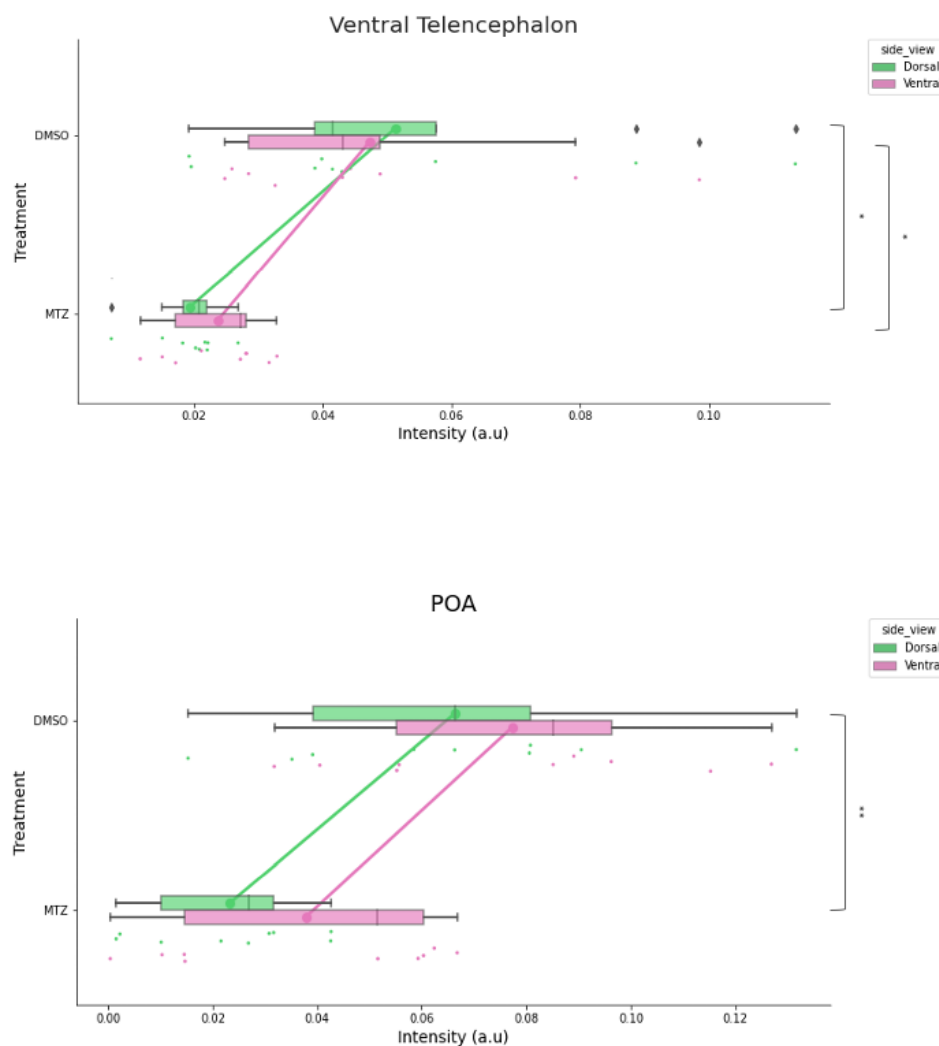 Ventral Telencephalon
side_view
Dorsal
Ventral
DMSO
*
*
Treatment
MTZ
0.02 0.04 0.06 0.08 0.10
Intensity (a.u)
POA
side_view
Dorsal
Ventra
DMSO
**
Treatment
MTZ
0.00 0.02 0.04 0.06 0.08 0.10 0.12
Intensity (a.u)